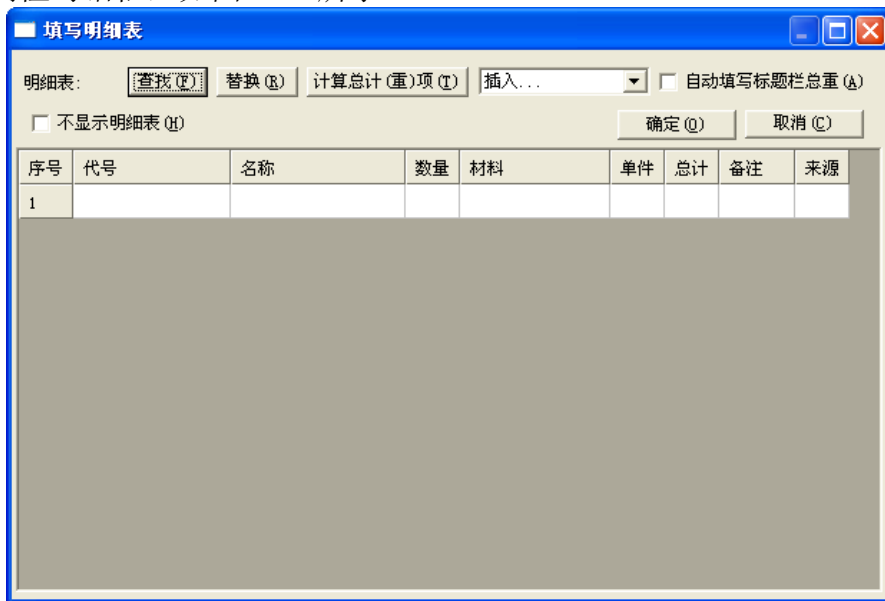 填写明细表
明细表: 查找(F) 替换(R) 计算总计(重)项(T) 插入... 自动填写标题栏总重(A)
不显示明细表(H) 确定(O) 取消(C)
序号 代号 名称 数量 材料 单件 总计 备注 来源
1